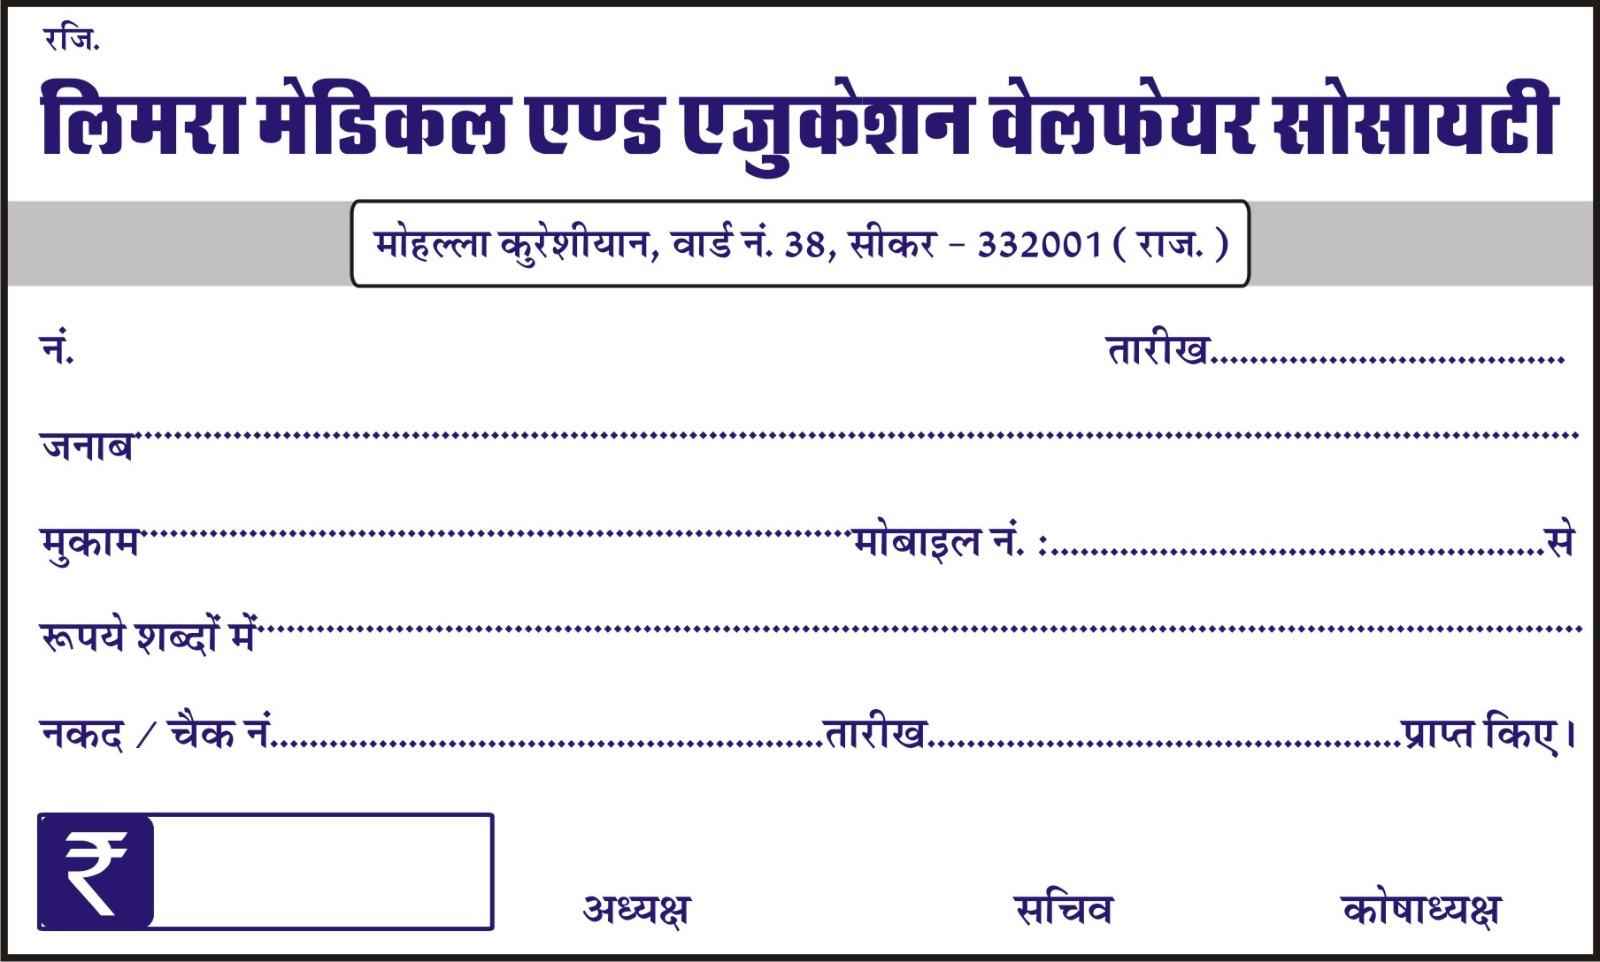 रजि.
लिमरा मेडिकल एण्ड एजुकेशन वेलफेयर सोसायटी
मोहल्ला कुरेशीयान, वार्ड नं. 38, सीकर - 332001 ( राज. )
नं. तारीख....................................
जनाब....................................................................................
मुकाम..................................................मोबाइल नं. :..................................................से
रूपये शब्दों में....................................................................................
नकद / चैक नं........................................................तारीख................................................प्राप्त किए।
₹
अध्यक्ष सचिव कोषाध्यक्ष